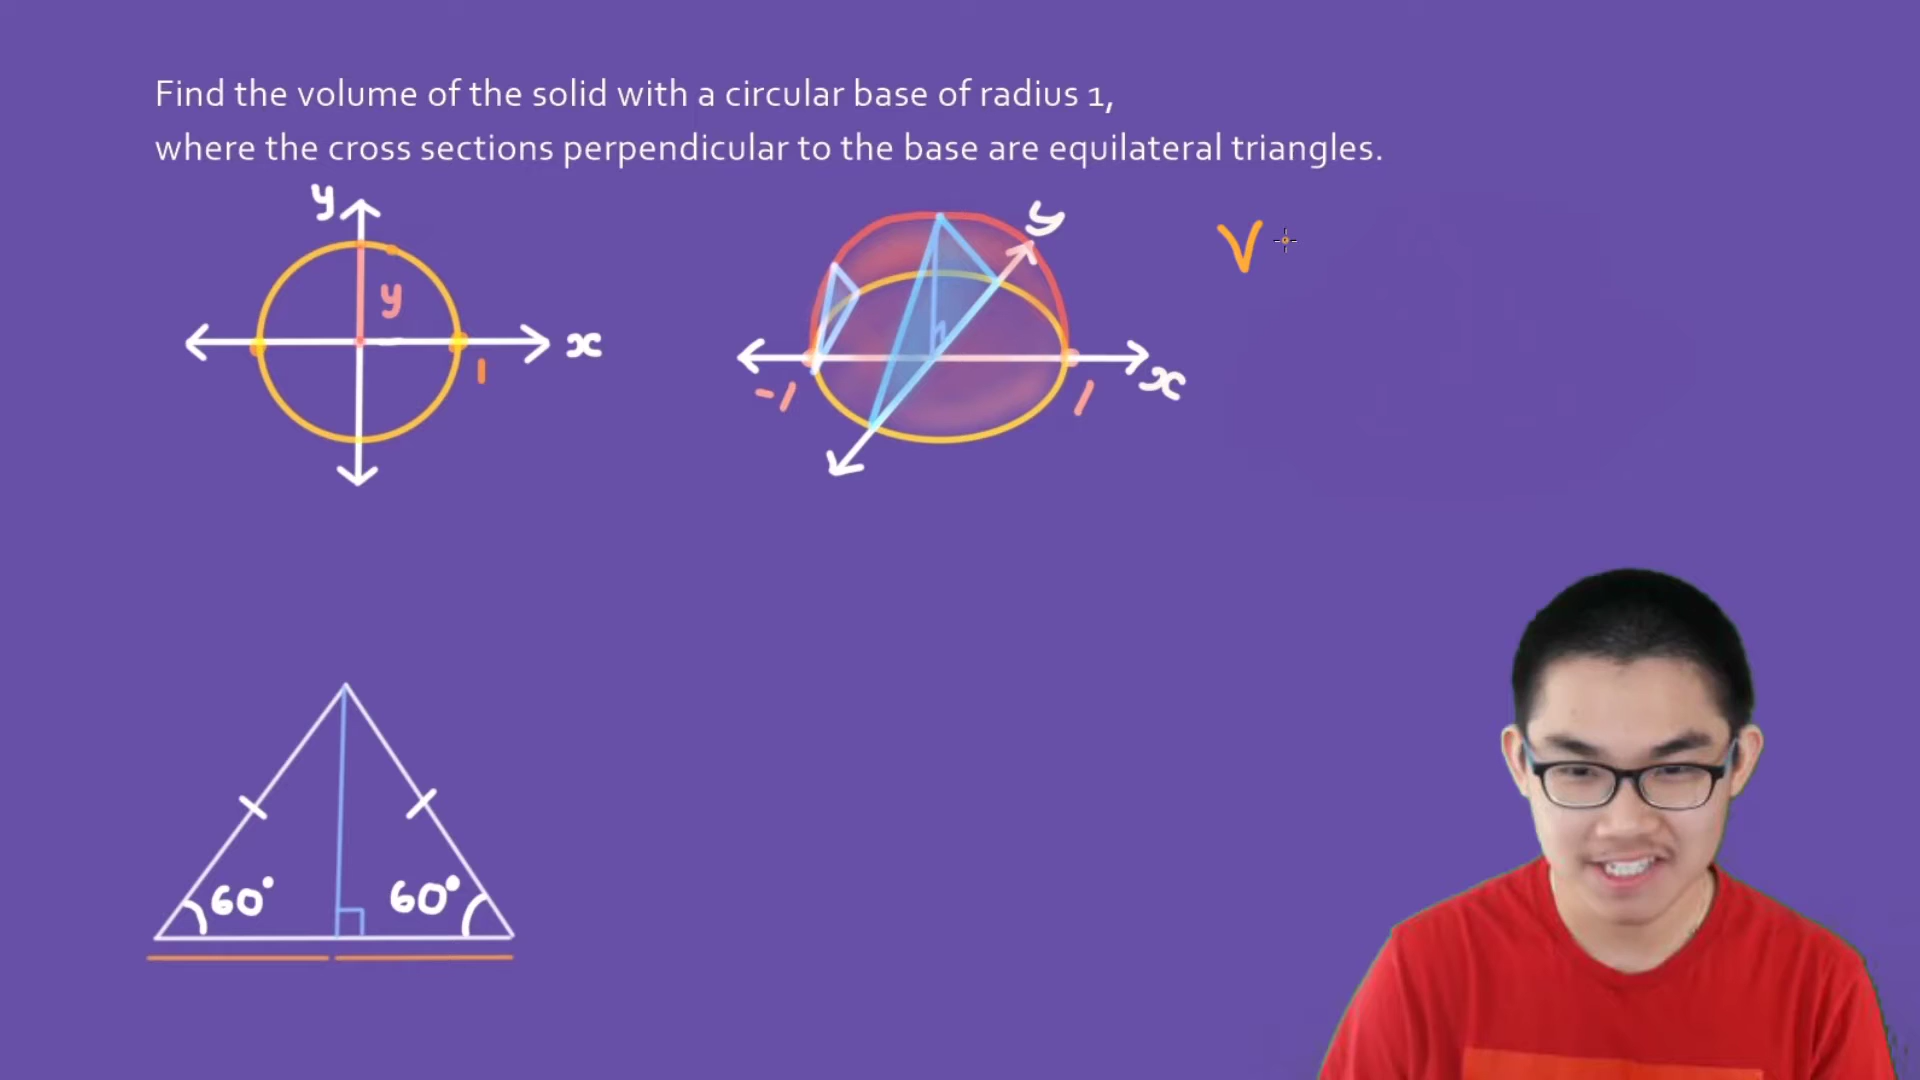 Find the volume of the solid with a circular base of radius 1,
where the cross sections perpendicular to the base are equilateral triangles.
y
y
x
1
y
-1
1
x
V
60°
60°